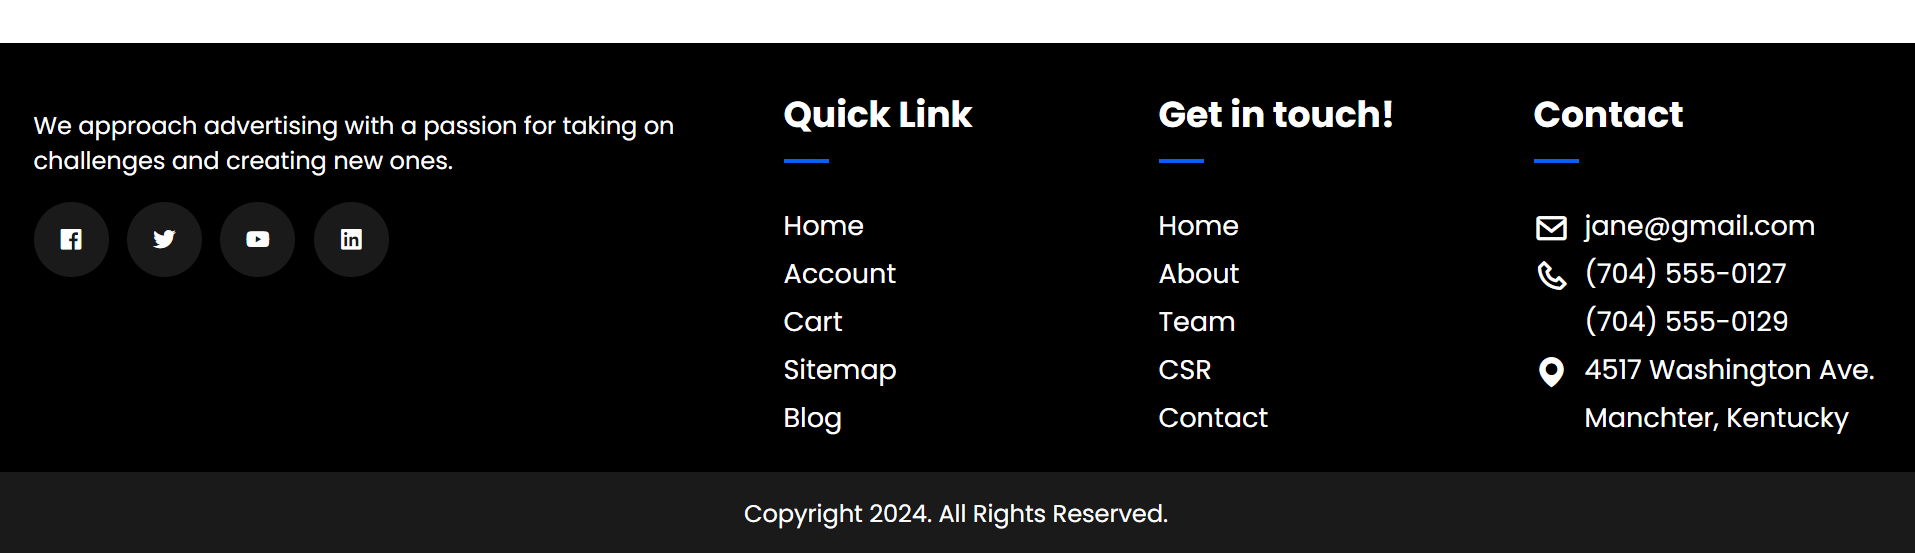 We approach advertising with a passion for taking on
challenges and creating new ones.
Quick Link
Home
Account
Cart
Sitemap
Blog
Get in touch!
Home
About
Team
CSR
Contact
Contact
jane@gmail.com
(704) 555-0127
(704) 555-0129
4517 Washington Ave.
Manchter, Kentucky
Copyright 2024. All Rights Reserved.